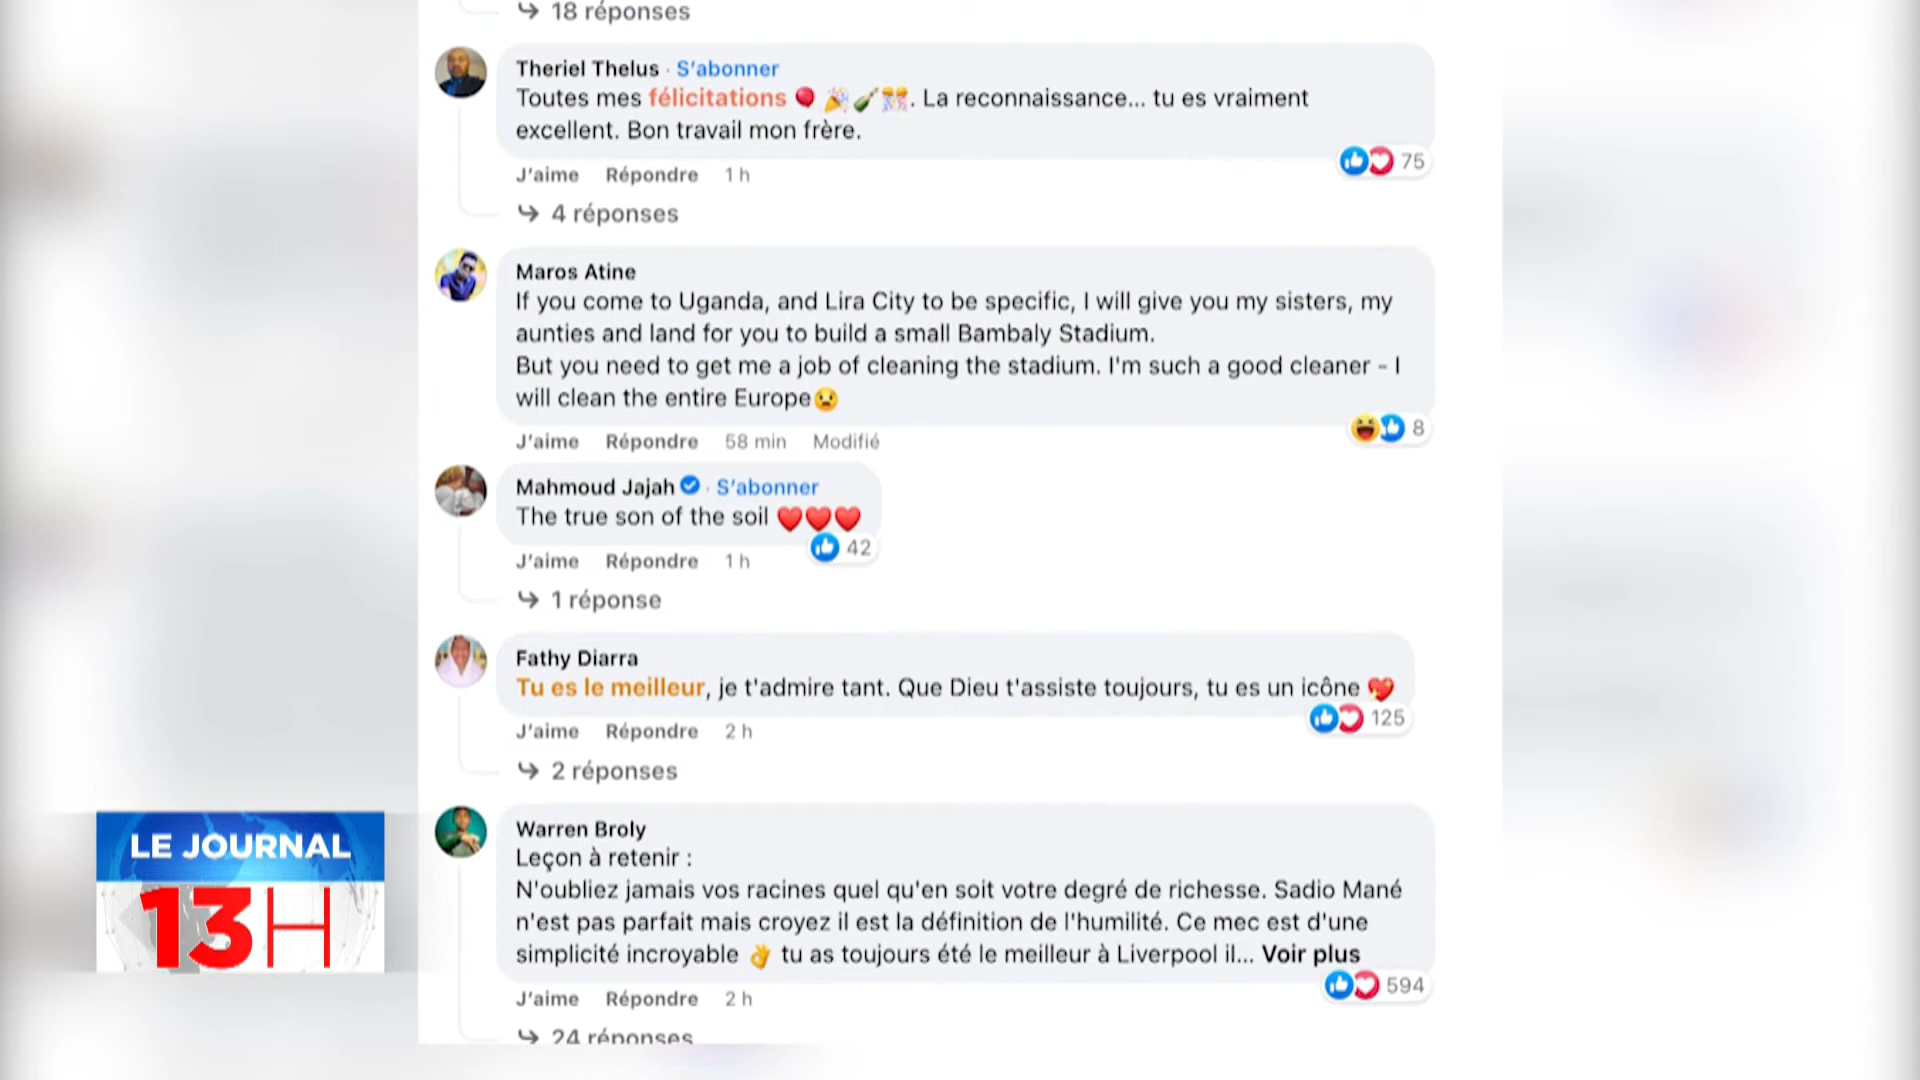 18 réponses
Theriel Thelus · S'abonner
Toutes mes félicitations 🎈 🎉🍾🎊. La reconnaissance... tu es vraiment
excellent. Bon travail mon frère.
75
J'aime Répondre 1 h
4 réponses
Maros Atine
If you come to Uganda, and Lira City to be specific, I will give you my sisters, my
aunties and land for you to build a small Bambaly Stadium.
But you need to get me a job of cleaning the stadium. I'm such a good cleaner - I
will clean the entire Europe😧
8
J'aime Répondre 58 min Modifié
Mahmoud Jajah · S'abonner
The true son of the soil ❤️❤️❤️
42
J'aime Répondre 1 h
1 réponse
Fathy Diarra
Tu es le meilleur, je t'admire tant. Que Dieu t'assiste toujours, tu es un icône 💖
125
J'aime Répondre 2 h
2 réponses
Warren Broly
Leçon à retenir :
N'oubliez jamais vos racines quel qu'en soit votre degré de richesse. Sadio Mané
n'est pas parfait mais croyez il est la définition de l'humilité. Ce mec est d'une
simplicité incroyable 👌 tu as toujours été le meilleur à Liverpool il... Voir plus
594
J'aime Répondre 2 h
24 réponses
LE JOURNAL
13H